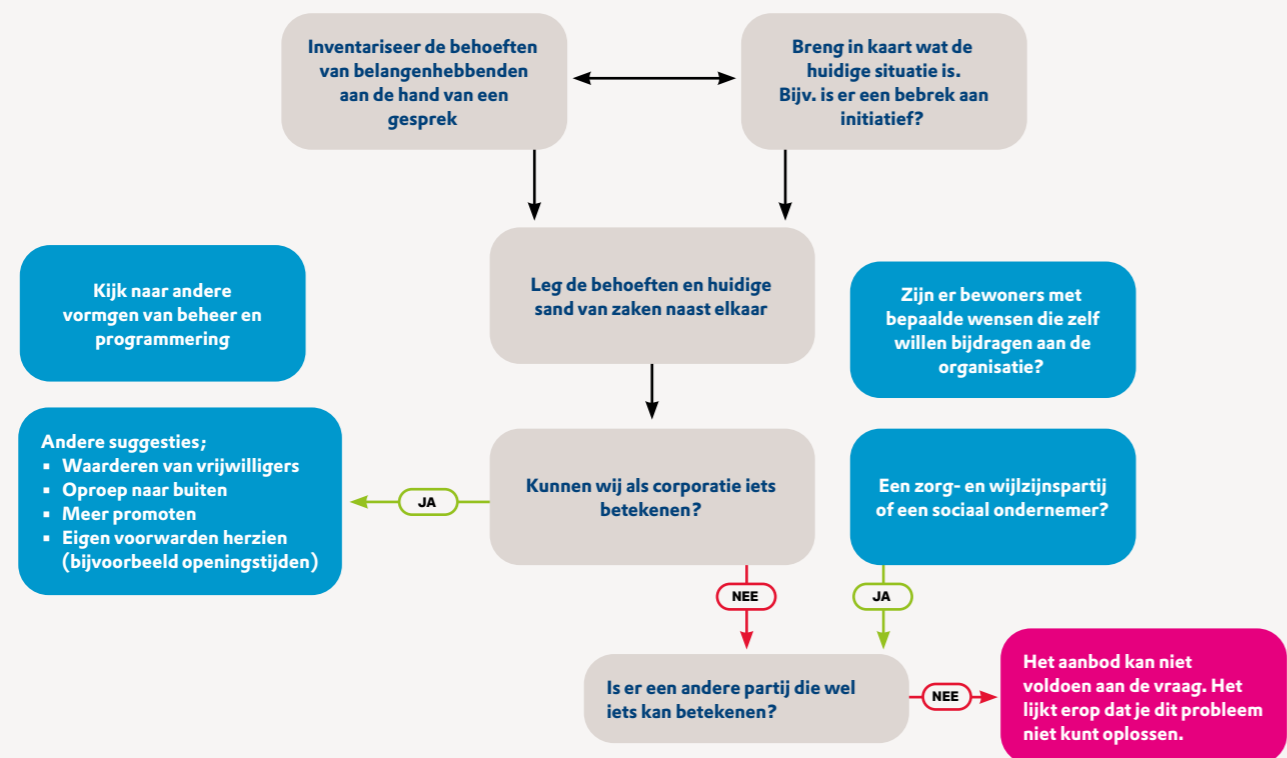 Inventariseer de behoeften
van belangenhebbenden
aan de hand van een
gesprek
Breng in kaart wat de
huidige situatie is.
Bijv. is er een bebrek aan
initiatief?
Leg de behoeften en huidige
sand van zaken naast elkaar
Kijk naar andere
vormgen van beheer en
programmering
Zijn er bewoners met
bepaalde wensen die zelf
willen bijdragen aan de
organisatie?
Andere suggesties;
▪ Waarderen van vrijwilligers
▪ Oproep naar buiten
▪ Meer promoten
▪ Eigen voorwarden herzien
(bijvoorbeeld openingstijden)
JA
Kunnen wij als corporatie iets
betekenen?
Een zorg- en wijlzijnspartij
of een sociaal ondernemer?
NEE
JA
Is er een andere partij die wel
iets kan betekenen?
NEE
Het aanbod kan niet
voldoen aan de vraag. Het
lijkt erop dat je dit probleem
niet kunt oplossen.